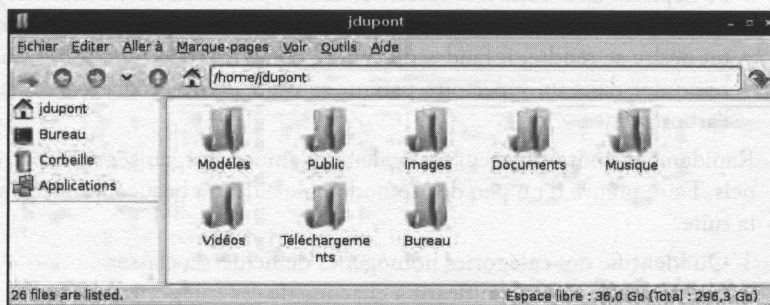 jdupont
Fichier Editer Aller à Marque-pages Voir Outils Aide
/home/jdupont
jdupont
Bureau
Corbeille
Applications
Modèles Public Images Documents Musique
Vidéos Téléchargeme
nts Bureau
26 files are listed. Espace libre : 36,0 Go (Total : 296,3 Go)